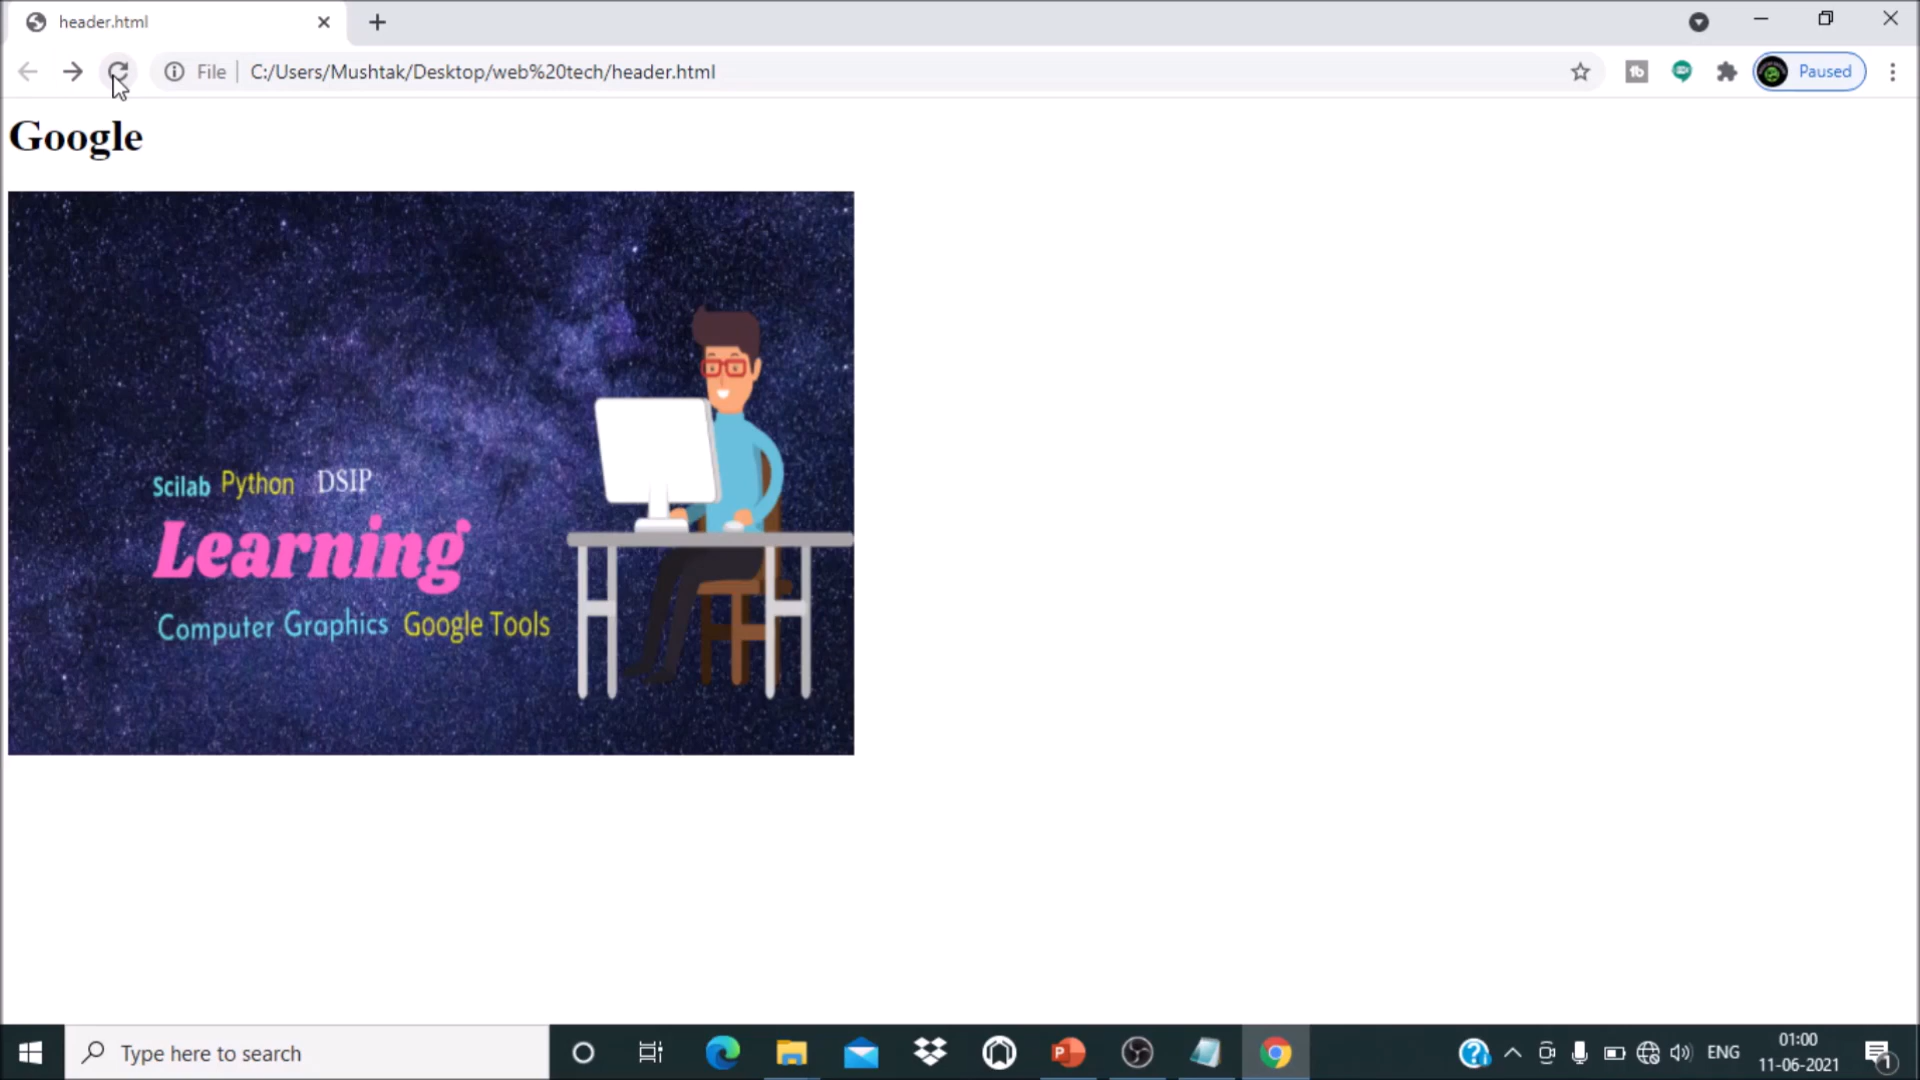 header.html
File C:/Users/Mushtak/Desktop/web%20tech/header.html
Paused
Google
Scilab Python DSIP
Learning
Computer Graphics Google Tools
Type here to search
ENG
01:00
11-06-2021
1